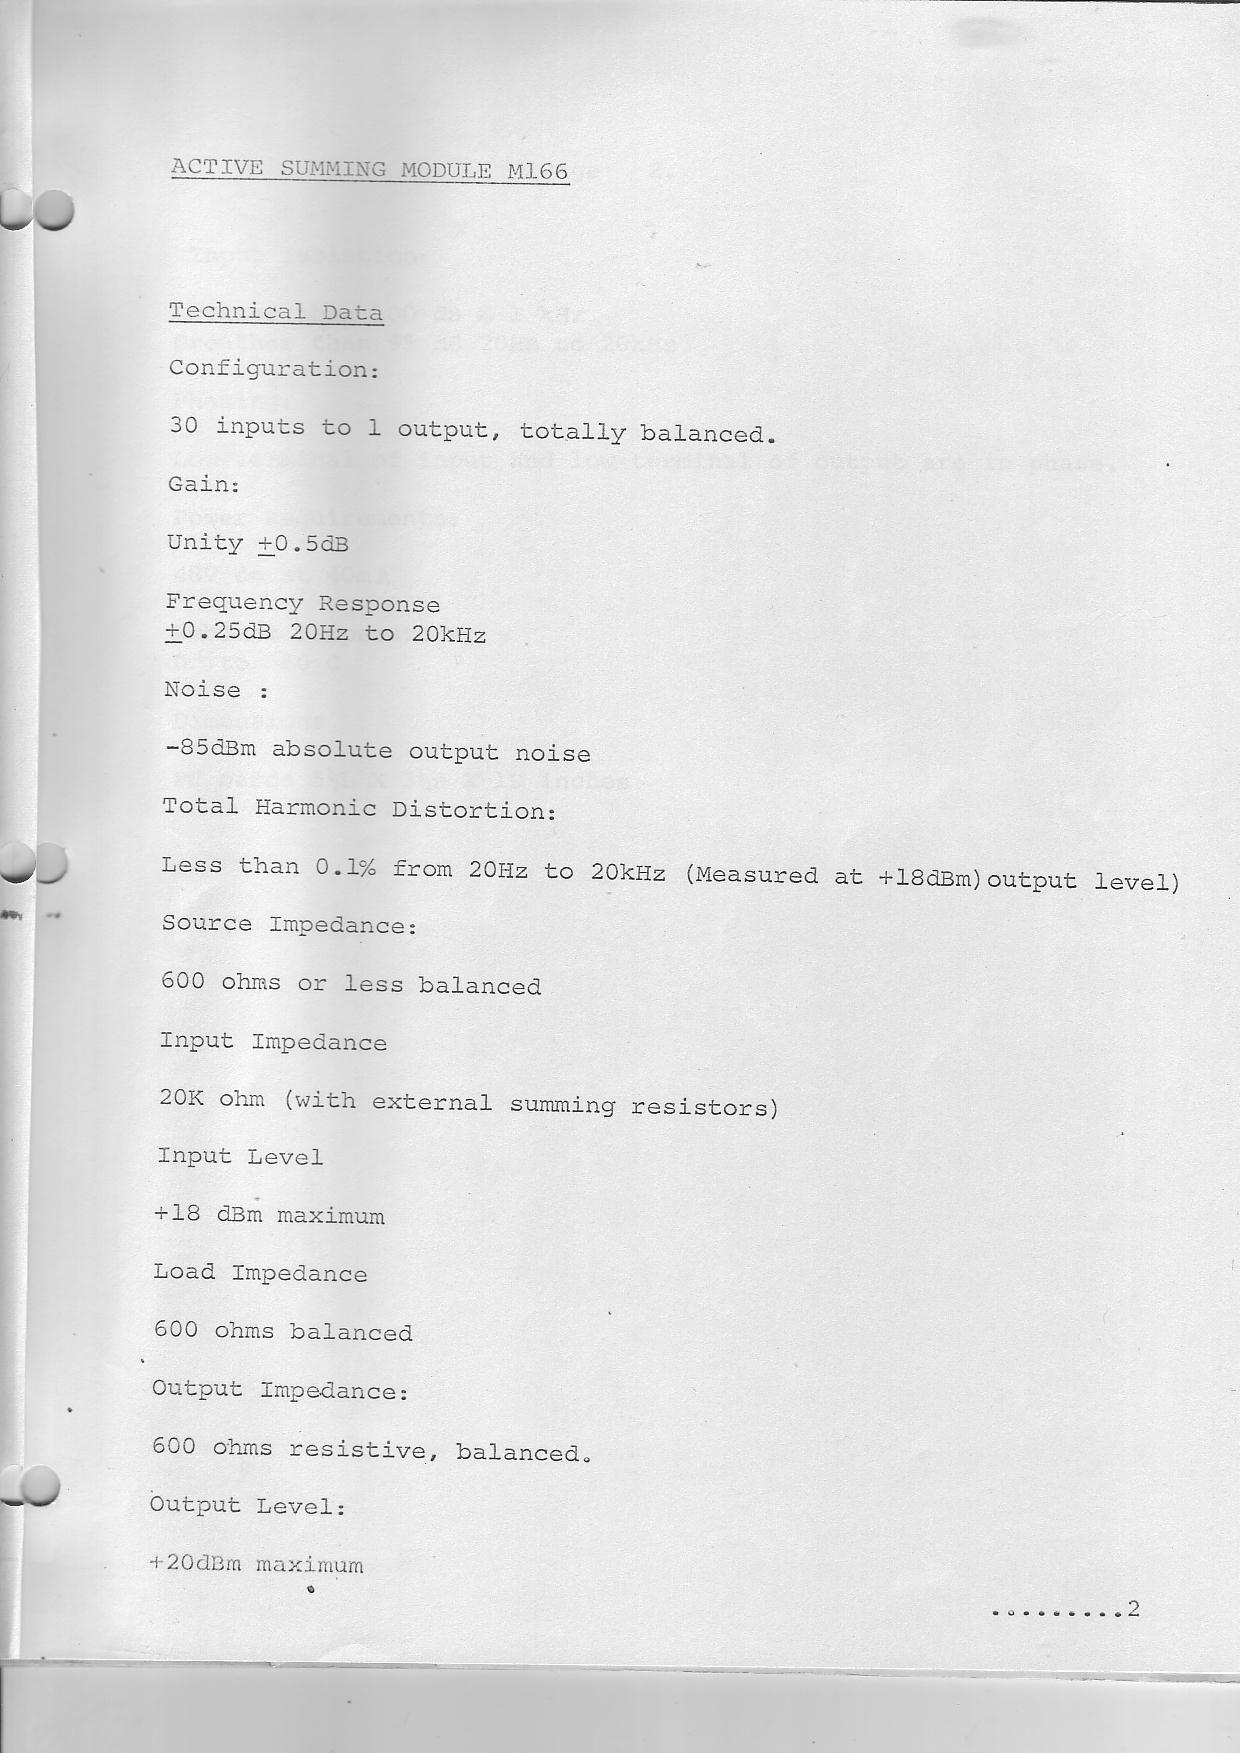 ACTIVE SUMMING MODULE M166
Technical Data
Configuration:
30 inputs to 1 output, totally balanced.
Gain:
Unity ±0.5dB
Frequency Response
±0.25dB 20Hz to 20kHz
Noise :
-85dBm absolute output noise
Total Harmonic Distortion:
Less than 0.1% from 20Hz to 20kHz (Measured at +18dBm)output level)
Source Impedance:
600 ohms or less balanced
Input Impedance
20K ohm (with external summing resistors)
Input Level
+18 dBm maximum
Load Impedance
600 ohms balanced
Output Impedance:
600 ohms resistive, balanced.
Output Level:
+20dBm maximum
.........2